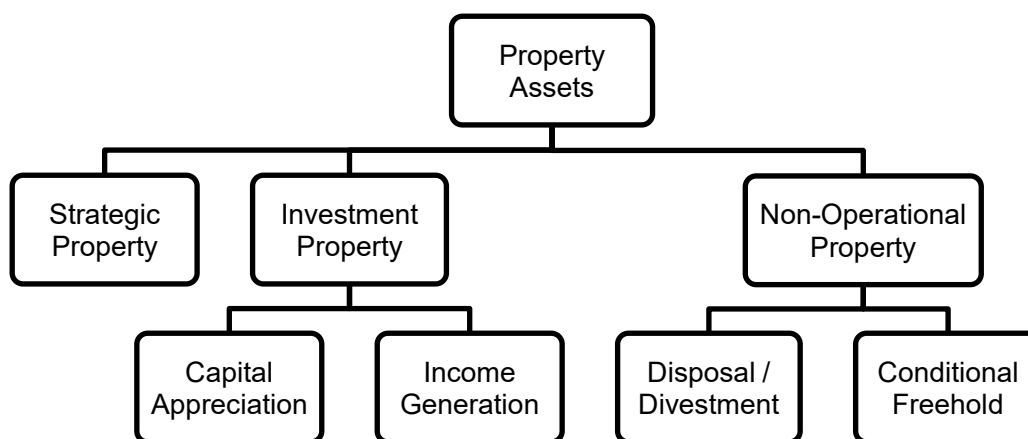 Property
Assets
Strategic
Property
Investment
Property
Non-Operational
Property
Capital
Appreciation
Income
Generation
Disposal /
Divestment
Conditional
Freehold